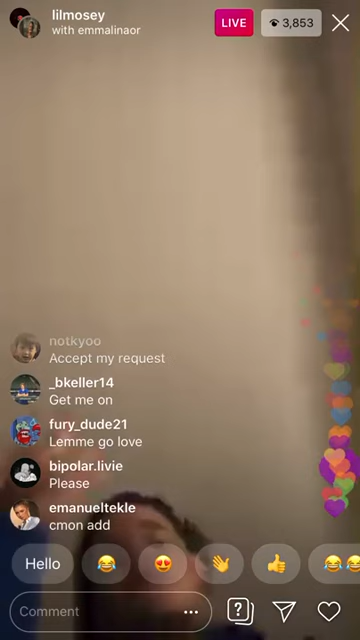 lilmosey
with emmalinaor
LIVE
3,853
notkyoo
Accept my request
_bkeller14
Get me on
fury_dude21
Lemme go love
bipolar.livie
Please
emanueltekle
cmon add
Hello
Comment